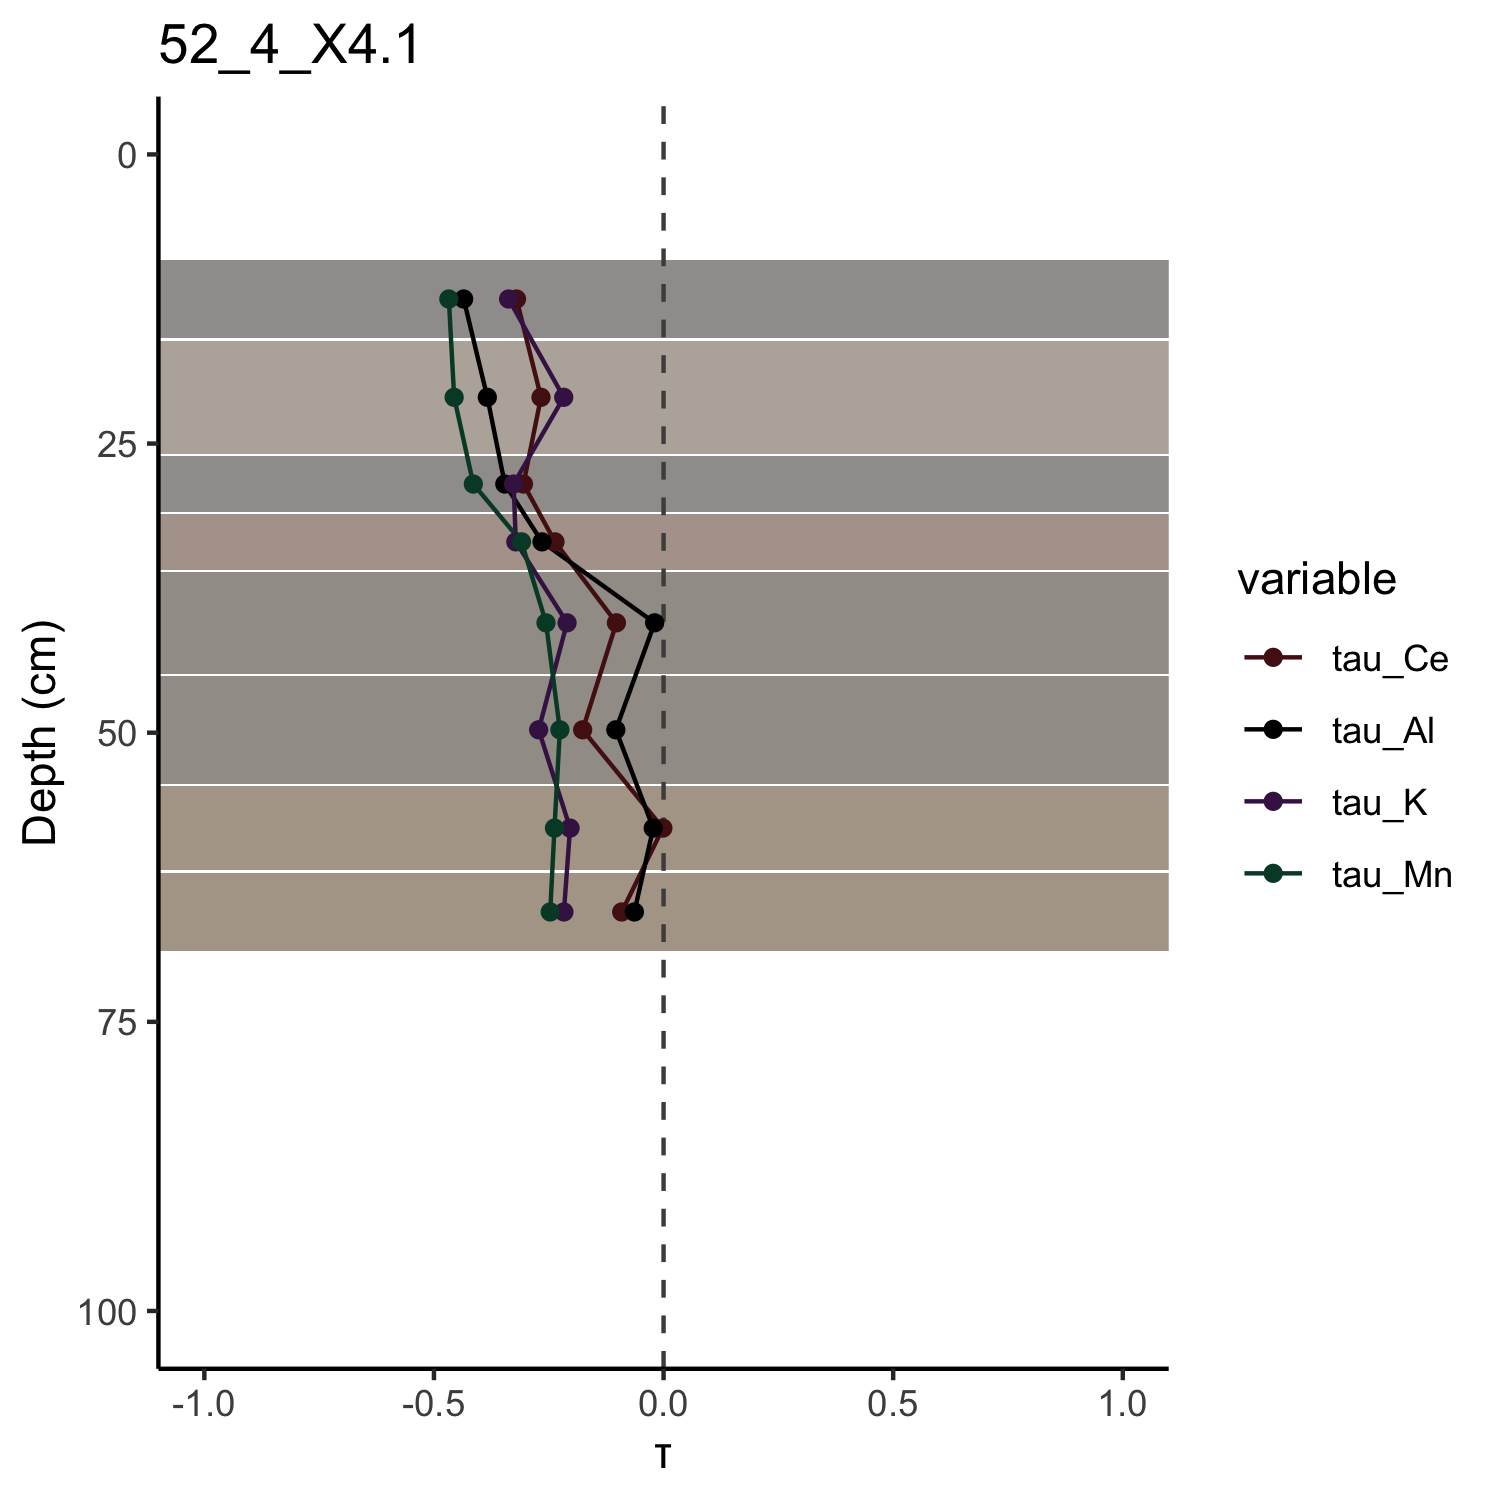 52_4_X4.1
0
25
50
75
100
Depth (cm)
-1.0
-0.5
0.0
0.5
1.0
τ
variable
tau_Ce
tau_Al
tau_K
tau_Mn